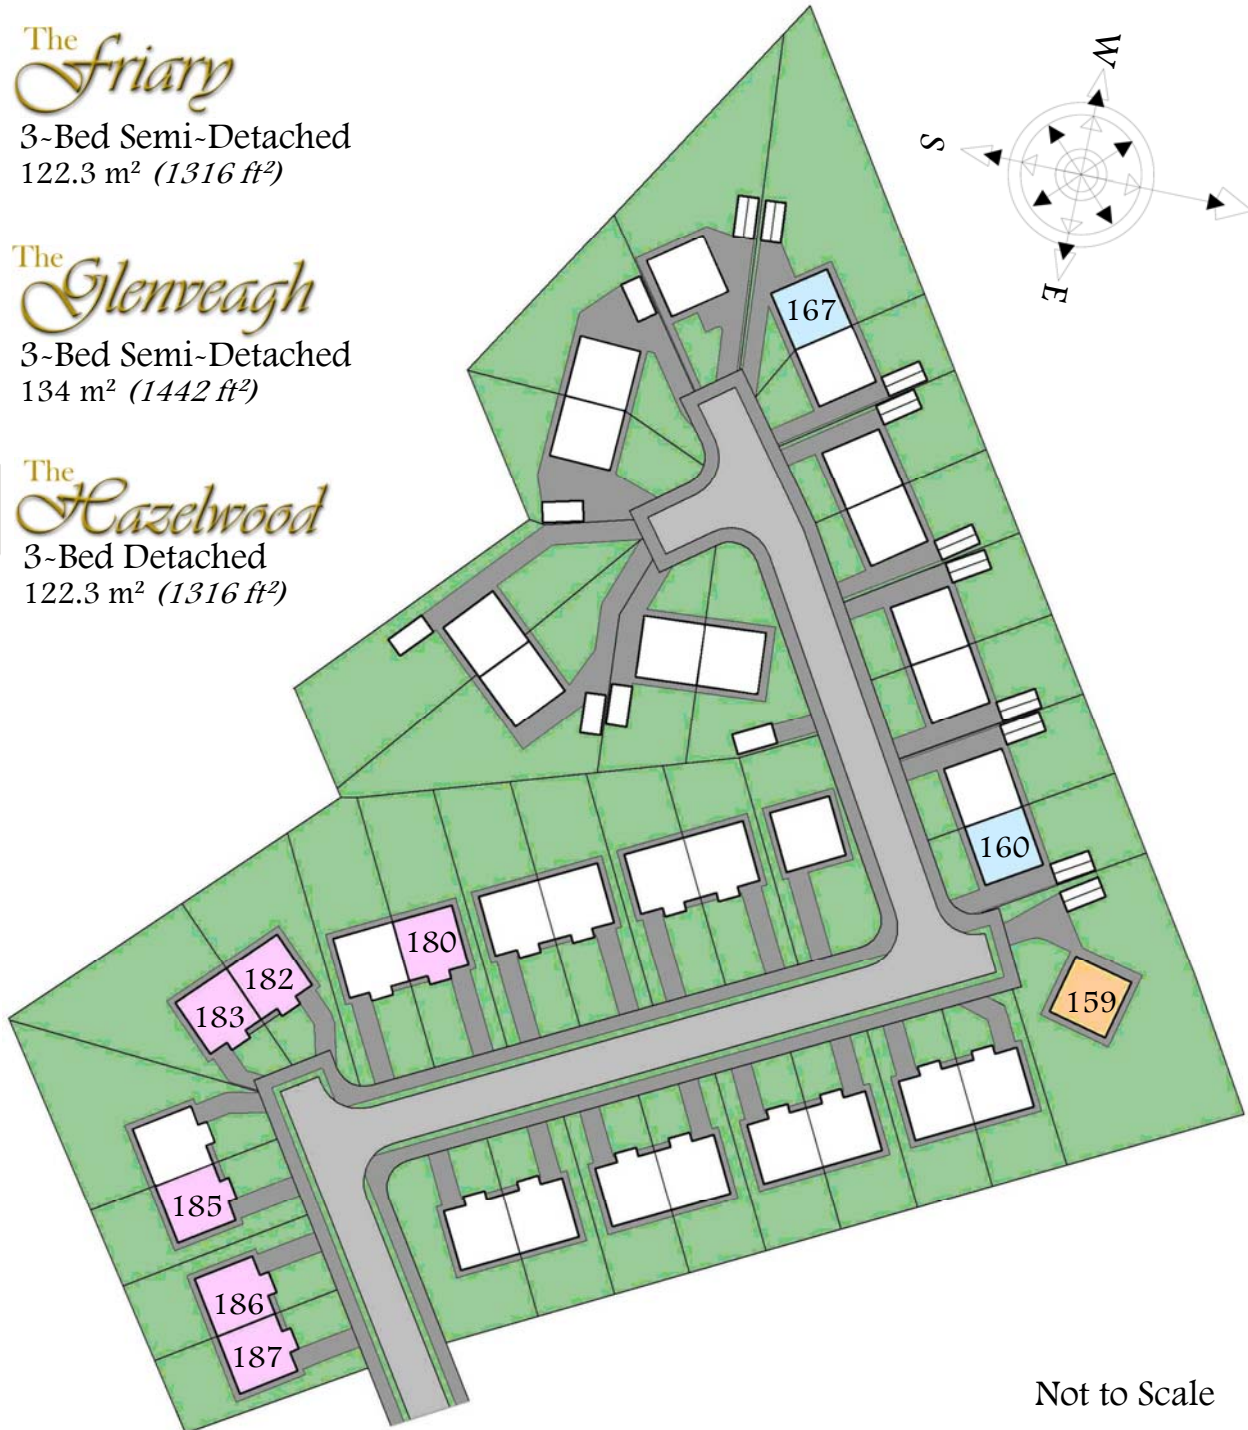 The
Friary
3-Bed Semi-Detached
122.3 m² (1316 ft²)
The
Glenveagh
3-Bed Semi-Detached
134 m² (1442 ft²)
The
Hazelwood
3-Bed Detached
122.3 m² (1316 ft²)
W
S
E
167
160
159
180
182
183
185
186
187
Not to Scale